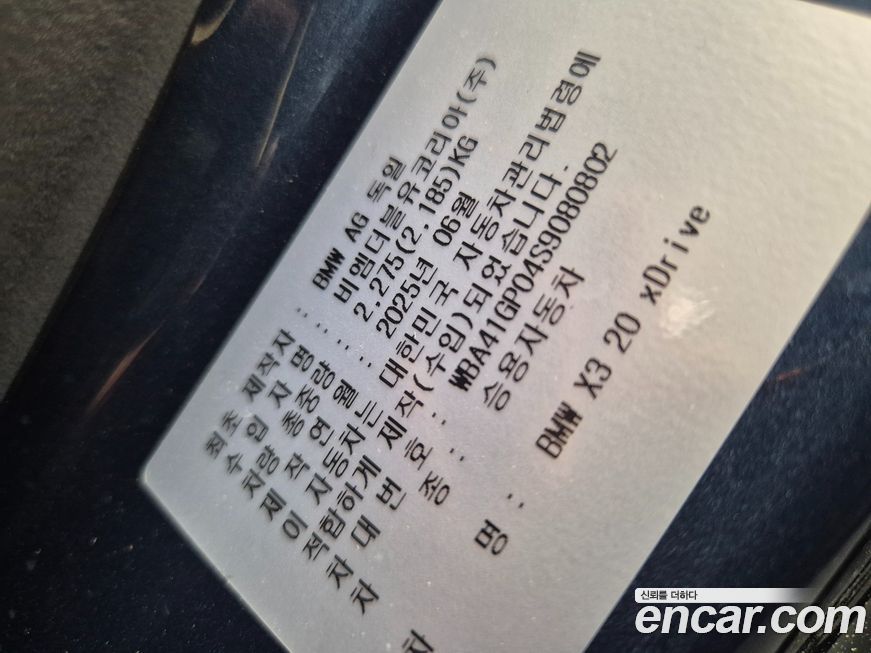 최초 제작자 : BMW AG 독일
수입 자명 : 비엠더블유코리아(주)
차량 총중량 : 2,275(2,185)KG
제작 연월 : 2025년 06월
이 자동차는 대한민국 자동차관리법령에
적합하게 제작(수입)되었습니다.
차대번호 : WBA41GP04S9080802
차 종 : 승용자동차
차 명 : BMW X3 20 xDrive
신뢰를 더하다
encar.com